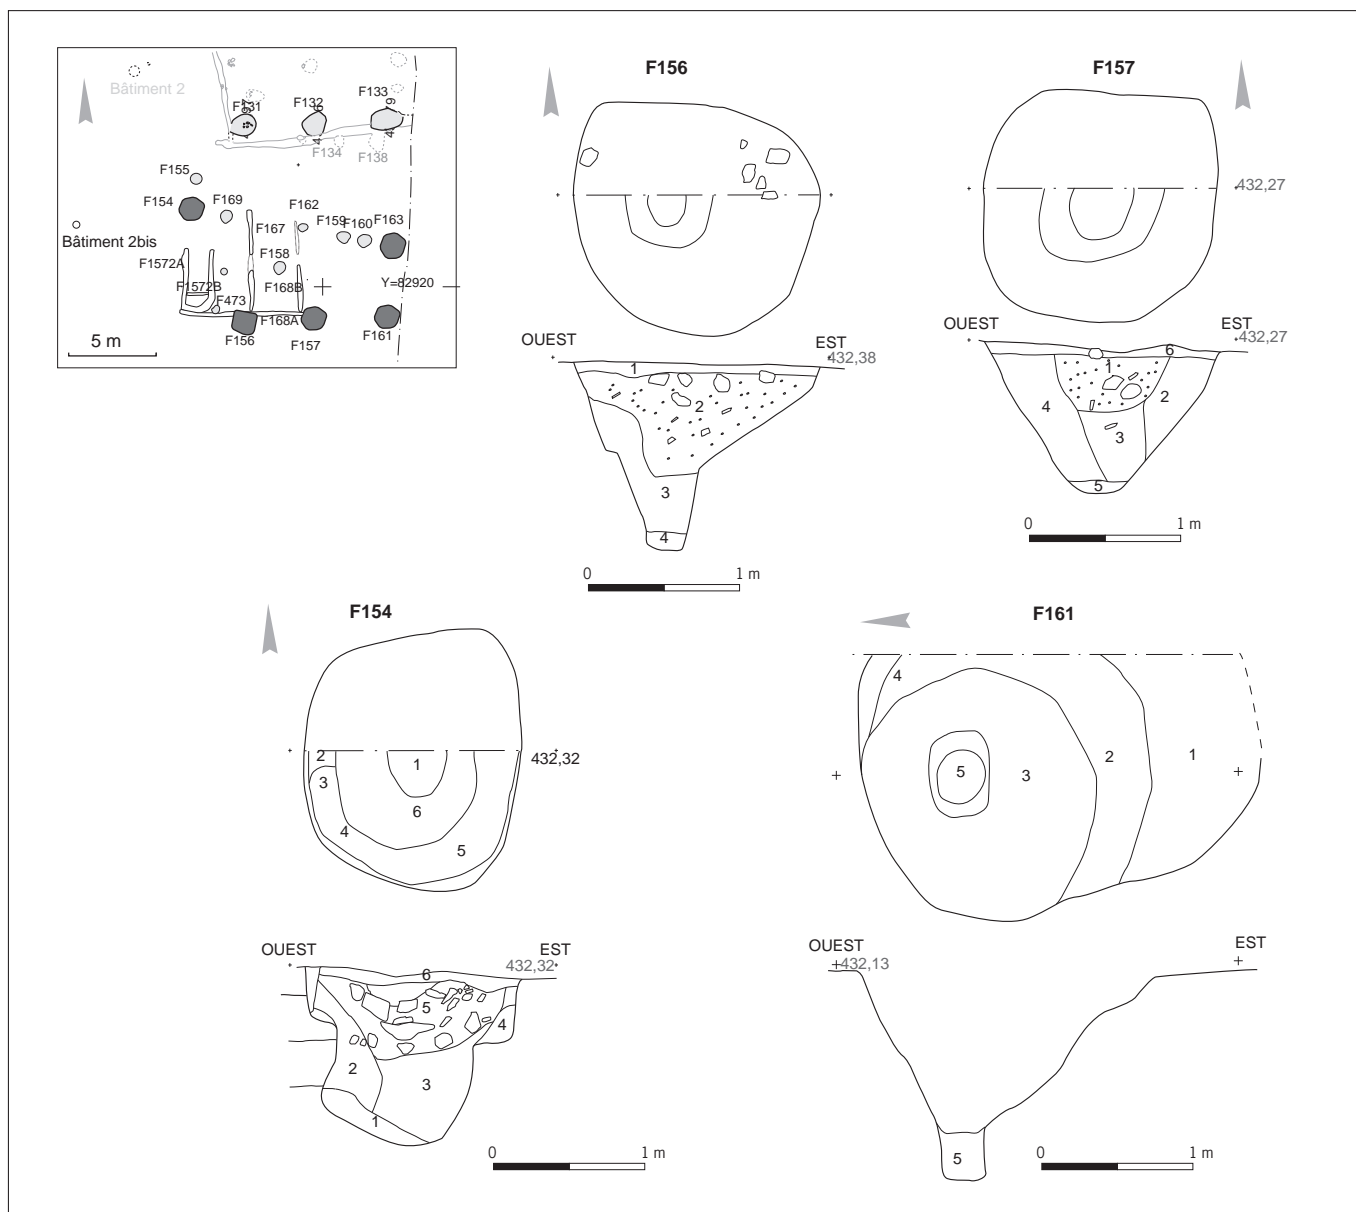 Bâtiment 2
F131
F132
F133
F134
F138
F155
F154
F169
F162
F167
F159
F160
F163
Bâtiment 2bis
F1572A
F158
F1572B
F168B
Y=82920
F473
F168A
F156
F157
F161
5 m
F156
OUEST
EST
432,38
1
2
3
4
0 1 m
F157
432,27
OUEST
EST
432,27
6
1
2
4
3
5
0 1 m
F154
432,32
2
1
3
6
4
5
OUEST
EST
432,32
6
5
4
2
3
1
0 1 m
F161
4
2
1
5
3
OUEST
EST
432,13
5
0 1 m